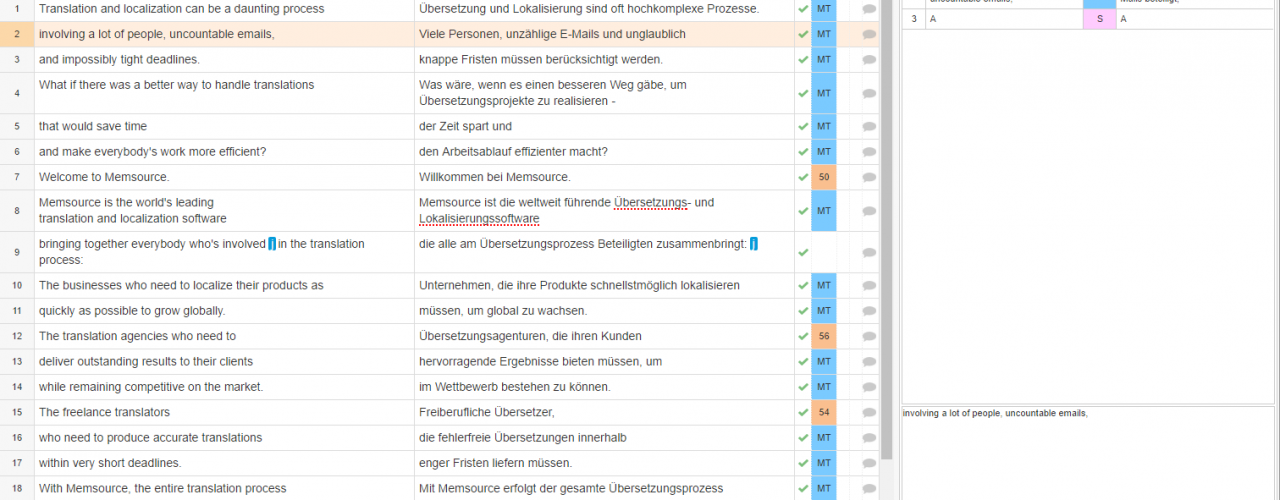 1 Translation and localization can be a daunting process Übersetzung und Lokalisierung sind oft hochkomplexe Prozesse. MT
2 involving a lot of people, uncountable emails, Viele Personen, unzählige E-Mails und unglaublich MT
3 and impossibly tight deadlines. knappe Fristen müssen berücksichtigt werden. MT
4 What if there was a better way to handle translations Was wäre, wenn es einen besseren Weg gäbe, um MT
Übersetzungsprojekte zu realisieren -
5 that would save time der Zeit spart und MT
6 and make everybody's work more efficient? den Arbeitsablauf effizienter macht? MT
7 Welcome to Memsource. Willkommen bei Memsource. 50
8 Memsource is the world's leading Memsource ist die weltweit führende Übersetzungs- und MT
translation and localization software Lokalisierungssoftware
9 bringing together everybody who's involved j in the translation die alle am Übersetzungsprozess Beteiligten zusammenbringt: j
process:
10 The businesses who need to localize their products as Unternehmen, die ihre Produkte schnellstmöglich lokalisieren MT
11 quickly as possible to grow globally. müssen, um global zu wachsen. MT
12 The translation agencies who need to Übersetzungsagenturen, die ihren Kunden 56
13 deliver outstanding results to their clients hervorragende Ergebnisse bieten müssen, um MT
14 while remaining competitive on the market. im Wettbewerb bestehen zu können. MT
15 The freelance translators Freiberufliche Übersetzer, 54
16 who need to produce accurate translations die fehlerfreie Übersetzungen innerhalb MT
17 within very short deadlines. enger Fristen liefern müssen. MT
18 With Memsource, the entire translation process Mit Memsource erfolgt der gesamte Übersetzungsprozess MT
uncountable emails, Mails beteiligt,
3 A S A
involving a lot of people, uncountable emails,